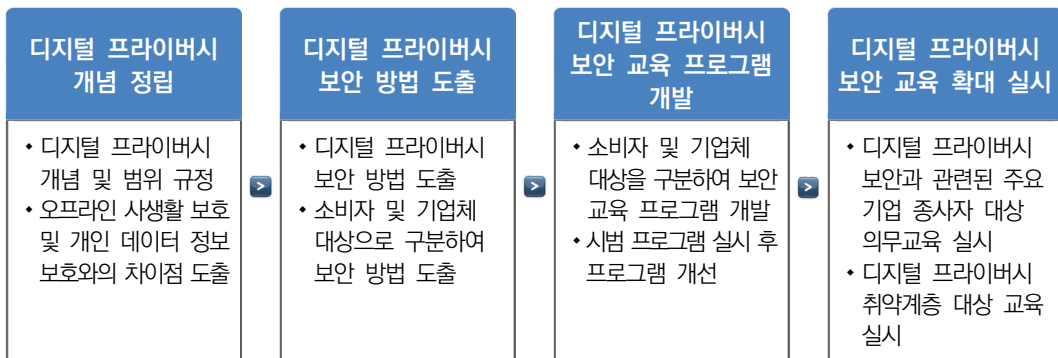 디지털 프라이버시
개념 정립
• 디지털 프라이버시
개념 및 범위 규정
• 오프라인 사생활 보호
및 개인 데이터 정보
보호와의 차이점 도출
디지털 프라이버시
보안 방법 도출
• 디지털 프라이버시
보안 방법 도출
• 소비자 및 기업체
대상으로 구분하여
보안 방법 도출
디지털 프라이버시
보안 교육 프로그램
개발
• 소비자 및 기업체
대상을 구분하여 보안
교육 프로그램 개발
• 시범 프로그램 실시 후
프로그램 개선
디지털 프라이버시
보안 교육 확대 실시
• 디지털 프라이버시
보안과 관련된 주요
기업 종사자 대상
의무교육 실시
• 디지털 프라이버시
취약계층 대상 교육
실시